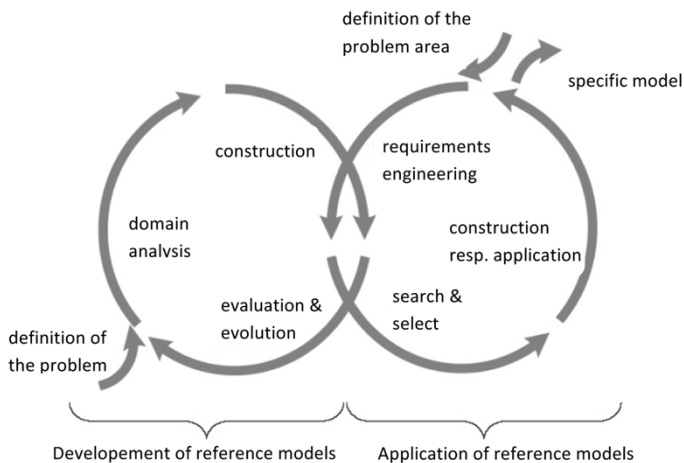 definition of the
problem area
specific model
construction
requirements
engineering
domain
analysis
construction
resp. application
evaluation &
evolution
search &
select
definition of
the problem
Developement of reference models
Application of reference models